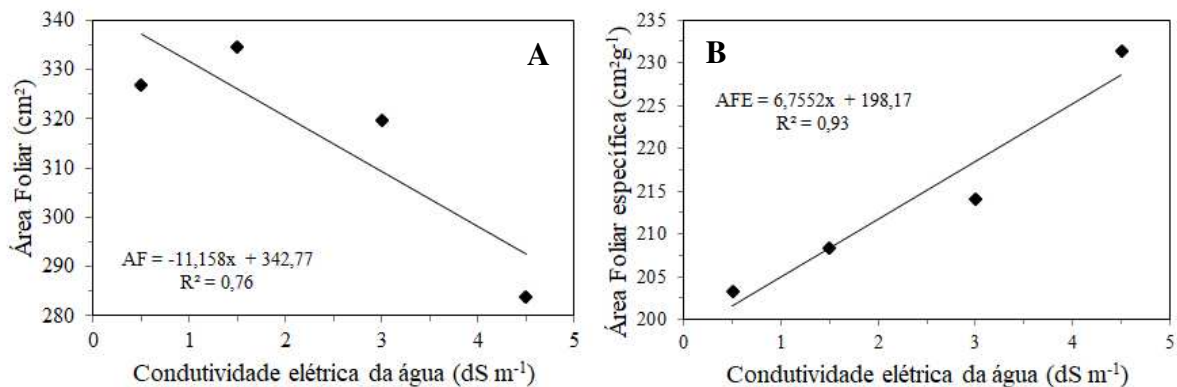 A
Área Foliar (cm²)
340
330
320
310
300
290
280
AF = -11,158x + 342,77
R² = 0,76
0 1 2 3 4 5
Condutividade elétrica da água (dS m⁻¹)
B
Área Foliar específica (cm²g⁻¹)
235
230
225
220
215
210
205
200
AFE = 6,7552x + 198,17
R² = 0,93
0 1 2 3 4 5
Condutividade elétrica da água (dS m⁻¹)